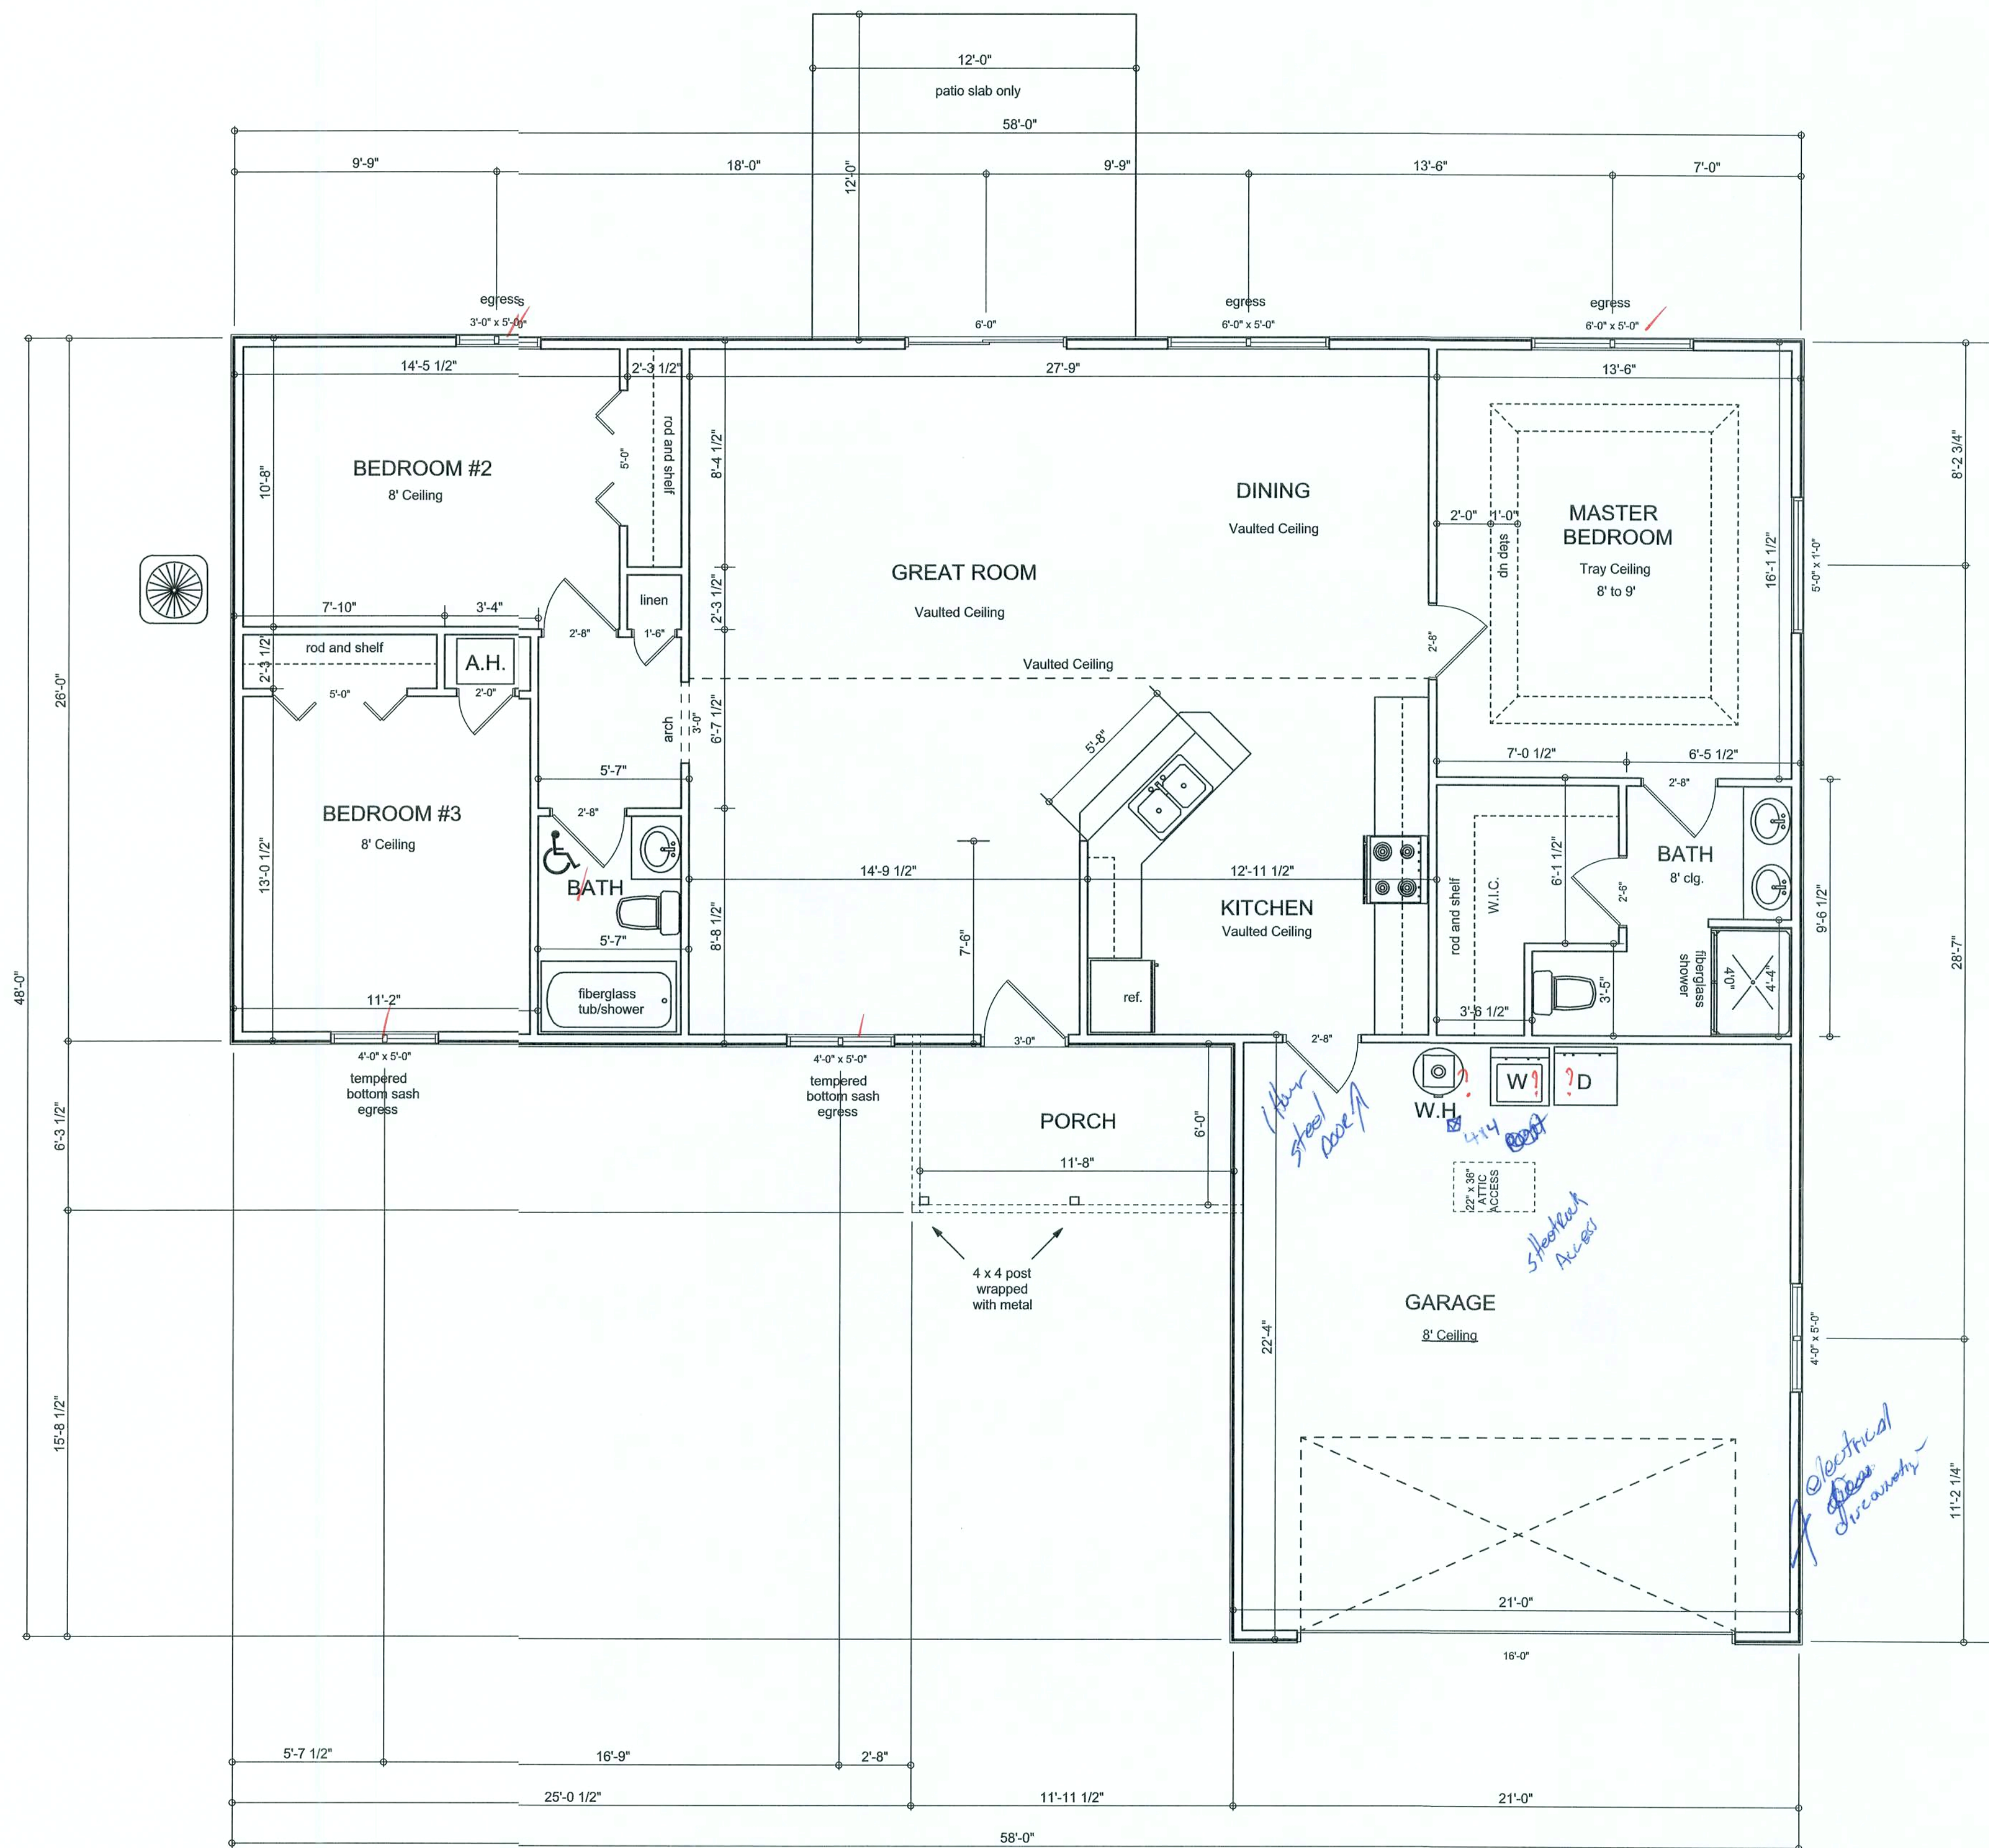 12'-0"
patio slab only
58'-0"
9'-9"
18'-0"
12'-0"
9'-9"
13'-6"
7'-0"
egress
3'-0" x 5'-0"
6'-0"
egress
6'-0" x 5'-0"
egress
6'-0" x 5'-0"
14'-5 1/2"
2'-3 1/2"
27'-9"
13'-6"
10'-8"
BEDROOM #2
8' Ceiling
5'-0"
rod and shelf
8'-4 1/2"
DINING
Vaulted Ceiling
GREAT ROOM
Vaulted Ceiling
Vaulted Ceiling
2'-0"
1'-0"
step up
MASTER
BEDROOM
Tray Ceiling
8' to 9'
16'-1 1/2"
5'-0" x 1'-0"
8'-2 3/4"
7'-10"
3'-4"
2'-8"
linen
1'-6"
2'-3 1/2"
2'-8"
rod and shelf
2'-3 1/2"
5'-0"
A.H.
2'-0"
26'-0"
48'-0"
arch
3'-0"
6'-7 1/2"
5'-7"
5'-8"
7'-0 1/2"
6'-5 1/2"
2'-8"
BEDROOM #3
8' Ceiling
13'-0 1/2"
2'-8"
BATH
5'-7"
8'-8 1/2"
14'-9 1/2"
7'-6"
12'-11 1/2"
KITCHEN
Vaulted Ceiling
ref.
rod and shelf
W.I.C.
6'-1 1/2"
2'-6"
BATH
8' clg.
9'-6 1/2"
28'-7"
fiberglass
shower
4'0"
4'-4"
3'-5"
3'-6 1/2"
11'-2"
fiberglass
tub/shower
4'-0" x 5'-0"
tempered
bottom sash
egress
4'-0" x 5'-0"
tempered
bottom sash
egress
3'-0"
2'-8"
PORCH
6'-0"
11'-8"
6'-3 1/2"
1 Hour
steel
Door
W.H.
?
W
?
?
D
4x4
22" x 36"
ATTIC
ACCESS
SHeetRock
Access
4 x 4 post
wrapped
with metal
GARAGE
8' Ceiling
22'-4"
4'-0" x 5'-0"
15'-8 1/2"
electrical
11'-2 1/4"
21'-0"
16'-0"
5'-7 1/2"
16'-9"
2'-8"
25'-0 1/2"
11'-11 1/2"
21'-0"
58'-0"